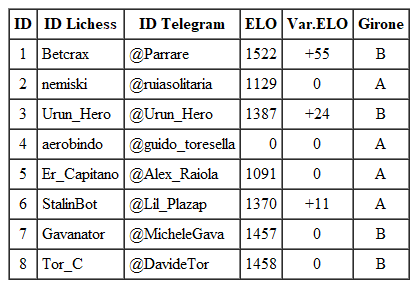 ID ID Lichess ID Telegram ELO Var.ELO Girone
1 Betcrax @Parrare 1522 +55 B
2 nemiski @ruiasolitaria 1129 0 A
3 Urun_Hero @Urun_Hero 1387 +24 B
4 aerobindo @guido_toresella 0 0 A
5 Er_Capitano @Alex_Raiola 1091 0 A
6 StalinBot @Lil_Plazap 1370 +11 A
7 Gavanator @MicheleGava 1457 0 B
8 Tor_C @DavideTor 1458 0 B